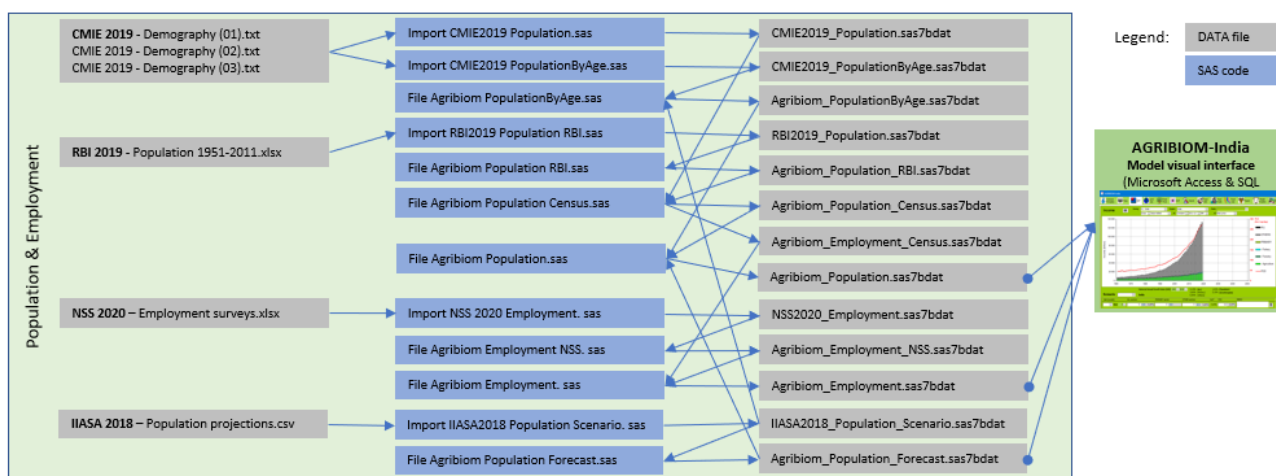 CMIE 2019 - Demography (01).txt
CMIE 2019 - Demography (02).txt
CMIE 2019 - Demography (03).txt
RBI 2019 - Population 1951-2011.xlsx
NSS 2020 – Employment surveys.xlsx
IIASA 2018 – Population projections.csv
Population & Employment
Import CMIE2019 Population.sas
Import CMIE2019 PopulationByAge.sas
File Agribiom PopulationByAge.sas
Import RBI2019 Population RBI.sas
File Agribiom Population RBI.sas
File Agribiom Population Census.sas
File Agribiom Population.sas
Import NSS 2020 Employment. sas
File Agribiom Employment NSS. sas
File Agribiom Employment. sas
Import IIASA2018 Population Scenario. sas
File Agribiom Population Forecast.sas
CMIE2019_Population.sas7bdat
CMIE2019_PopulationByAge.sas7bdat
Agribiom_PopulationByAge.sas7bdat
RBI2019_Population.sas7bdat
Agribiom_Population_RBI.sas7bdat
Agribiom_Population_Census.sas7bdat
Agribiom_Employment_Census.sas7bdat
Agribiom_Population.sas7bdat
NSS2020_Employment.sas7bdat
Agribiom_Employment_NSS.sas7bdat
Agribiom_Employment.sas7bdat
IIASA2018_Population_Scenario.sas7bdat
Agribiom_Population_Forecast.sas7bdat
Legend:
DATA file
SAS code
AGRIBIOM-India
Model visual interface
(Microsoft Access & SQL